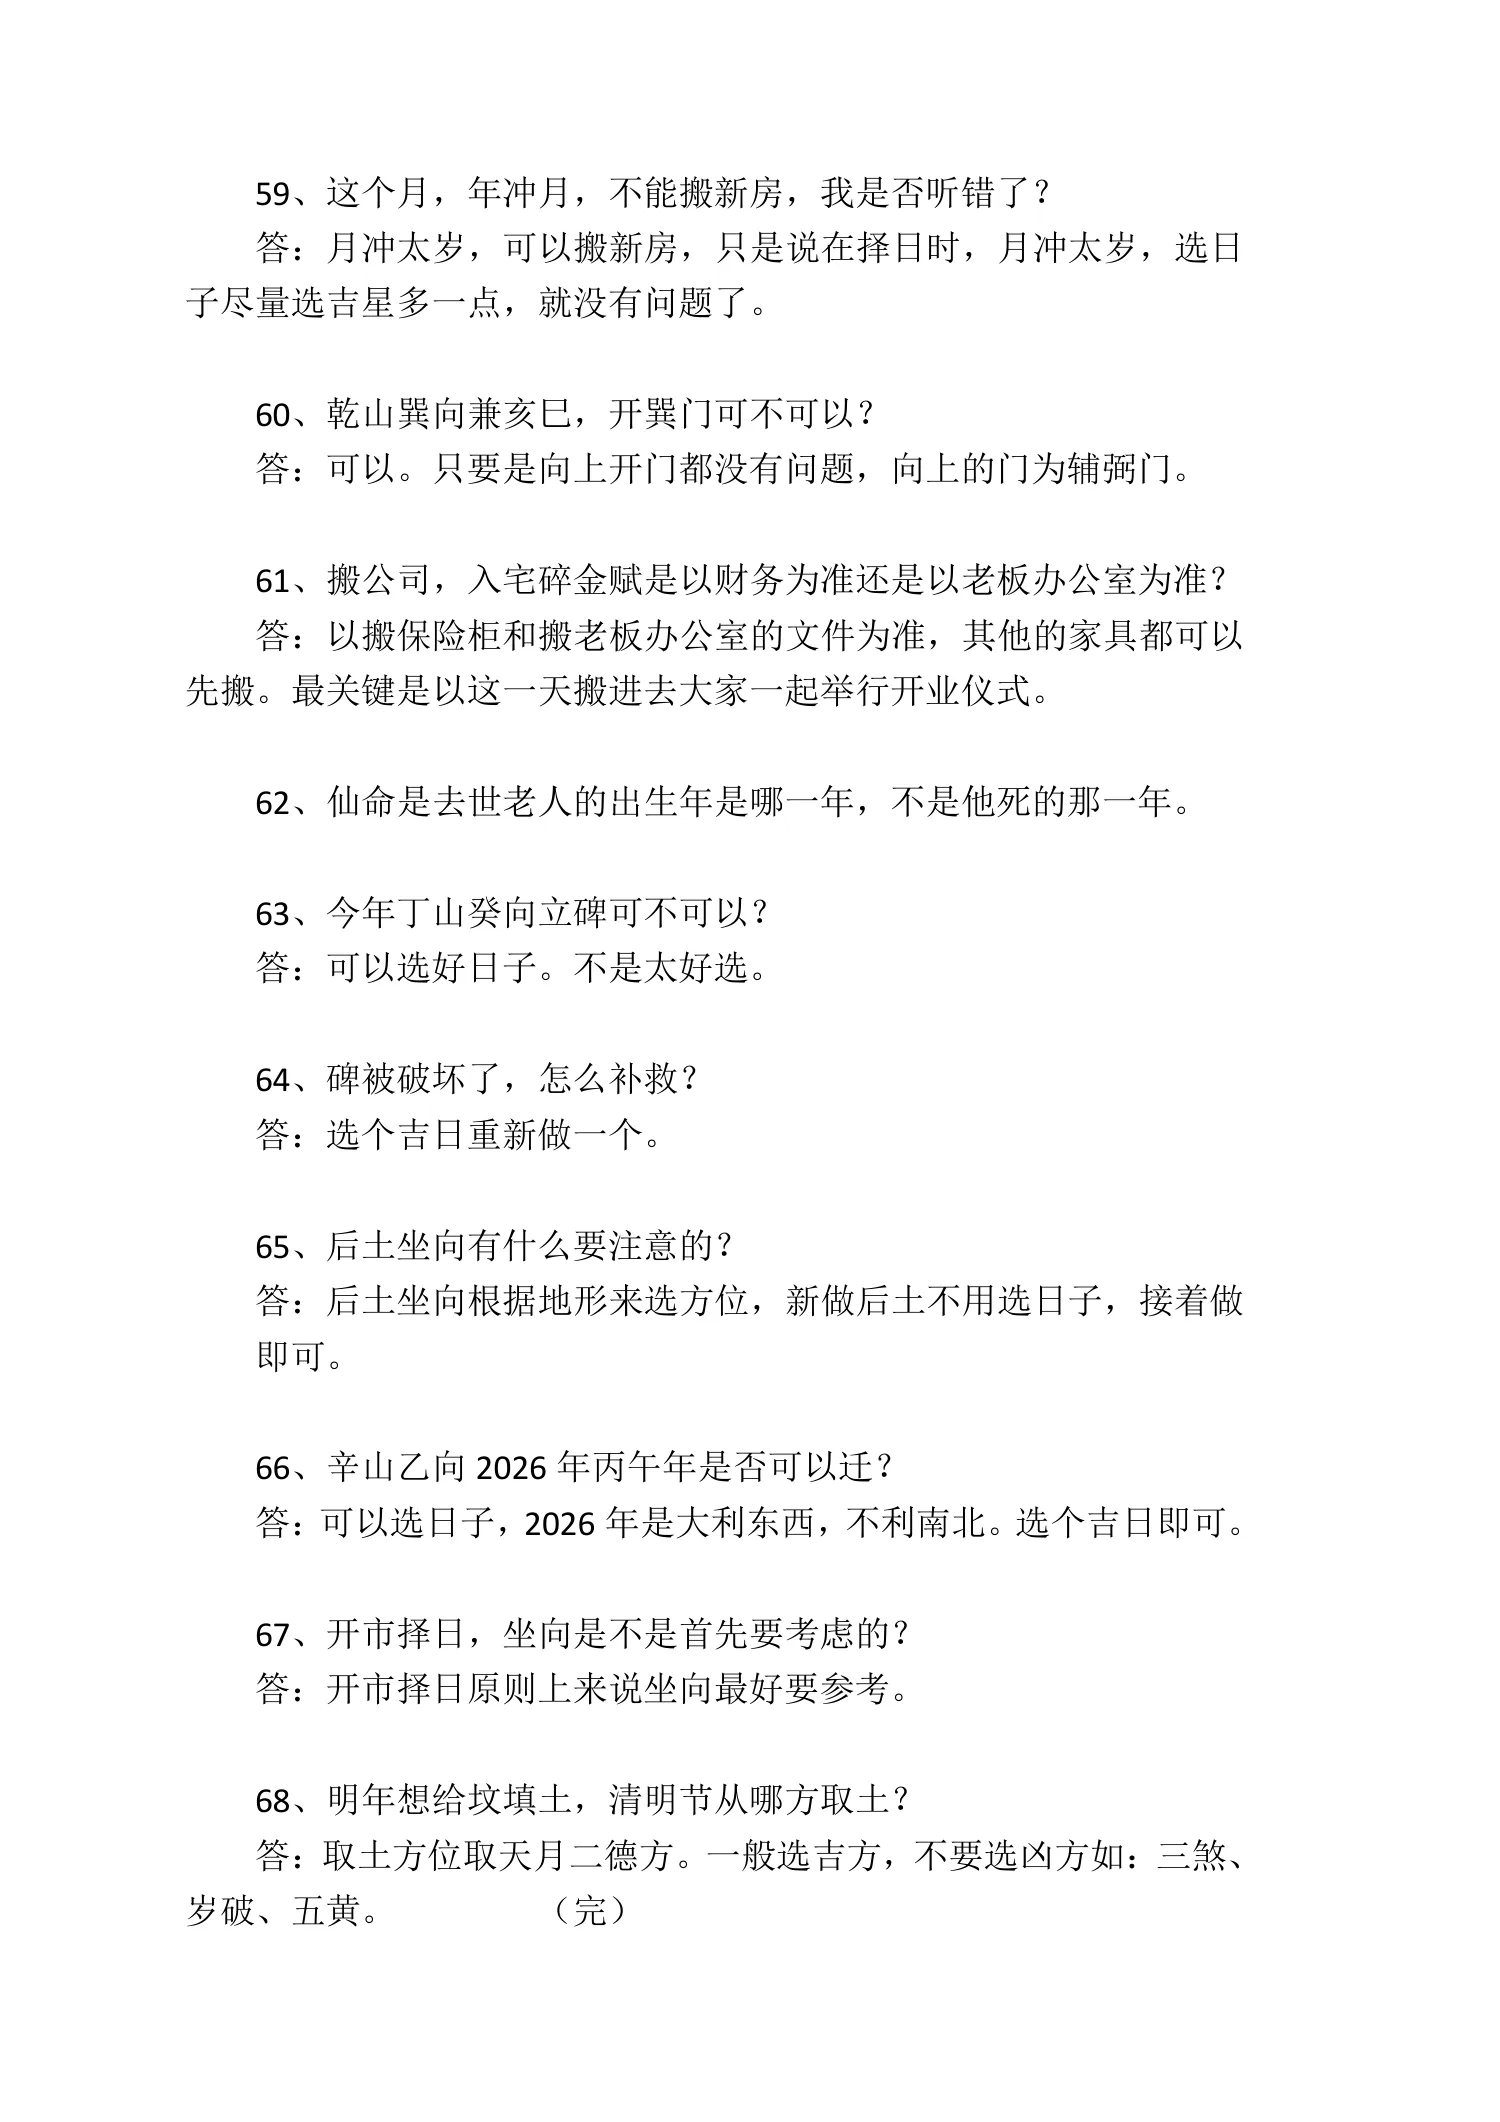 59、这个月，年冲月，不能搬新房，我是否听错了？
答：月冲太岁，可以搬新房，只是说在择日时，月冲太岁，选日
子尽量选吉星多一点，就没有问题了。
60、乾山巽向兼亥巳，开巽门可不可以？
答：可以。只要是向上开门都没有问题，向上的门为辅弼门。
61、搬公司，入宅碎金赋是以财务为准还是以老板办公室为准？
答：以搬保险柜和搬老板办公室的文件为准，其他的家具都可以
先搬。最关键是以这一天搬进去大家一起举行开业仪式。
62、仙命是去世老人的出生年是哪一年，不是他死的那一年。
63、今年丁山癸向立碑可不可以？
答：可以选好日子。不是太好选。
64、碑被破坏了，怎么补救？
答：选个吉日重新做一个。
65、后土坐向有什么要注意的？
答：后土坐向根据地形来选方位，新做后土不用选日子，接着做
即可。
66、辛山乙向 2026 年丙午年是否可以迁？
答：可以选日子，2026 年是大利东西，不利南北。选个吉日即可。
67、开市择日，坐向是不是首先要考虑的？
答：开市择日原则上来说坐向最好要参考。
68、明年想给坟填土，清明节从哪方取土？
答：取土方位取天月二德方。一般选吉方，不要选凶方如：三煞、
岁破、五黄。 （完）